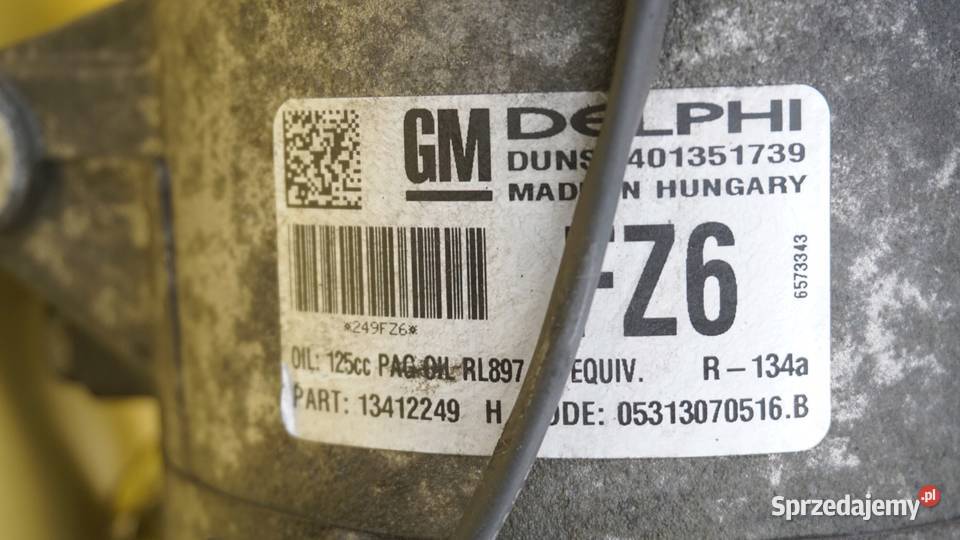 GM DELPHI
DUNS 401351739
MADE IN HUNGARY
FZ6
6573343
*249FZ6*
OIL: 125cc PAG OIL RL897 EQUIV. R-134a
PART: 13412249 H ODE: 05313070516.B
Sprzedajemy.pl